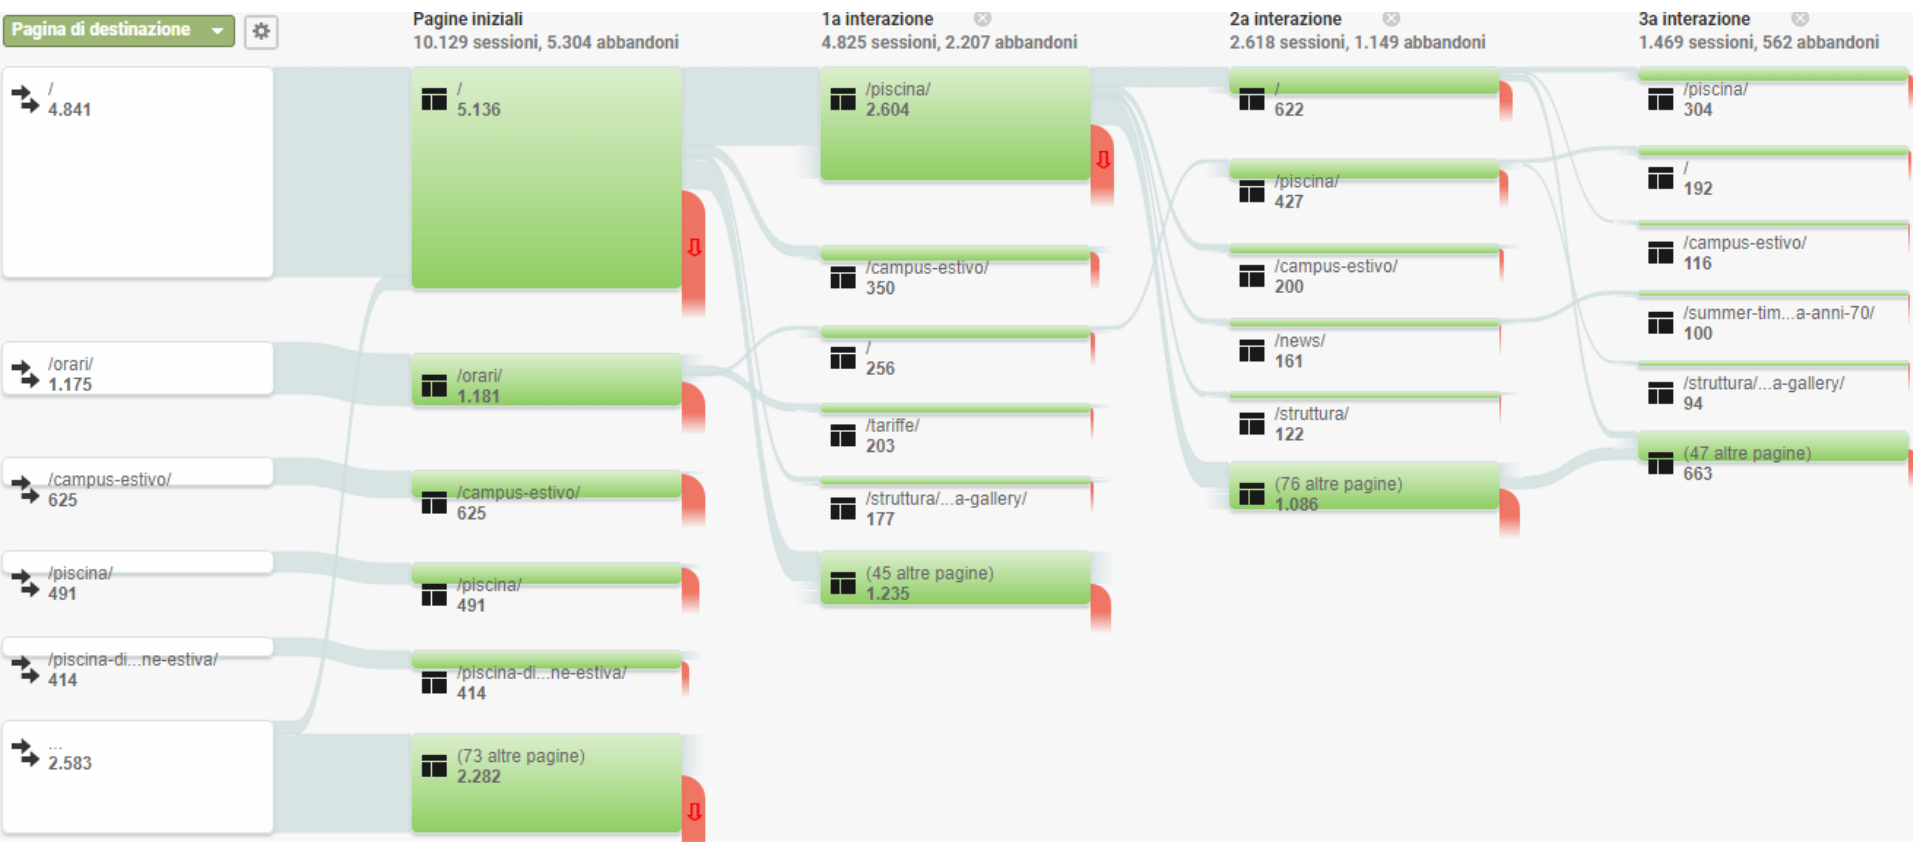 Pagina di destinazione
Pagine iniziali
10.129 sessioni, 5.304 abbandoni
1a interazione
4.825 sessioni, 2.207 abbandoni
2a interazione
2.618 sessioni, 1.149 abbandoni
3a interazione
1.469 sessioni, 562 abbandoni
/
4.841
/orari/
1.175
/campus-estivo/
625
/piscina/
491
/piscina-di...ne-estiva/
414
...
2.583
/
5.136
/orari/
1.181
/campus-estivo/
625
/piscina/
491
/piscina-di...ne-estiva/
414
(73 altre pagine)
2.282
/piscina/
2.604
/campus-estivo/
350
/
256
/tariffe/
203
/struttura/...a-gallery/
177
(45 altre pagine)
1.235
/
622
/piscina/
427
/campus-estivo/
200
/news/
161
/struttura/
122
(76 altre pagine)
1.086
/piscina/
304
/
192
/campus-estivo/
116
/summer-tim...a-anni-70/
100
/struttura/...a-gallery/
94
(47 altre pagine)
663